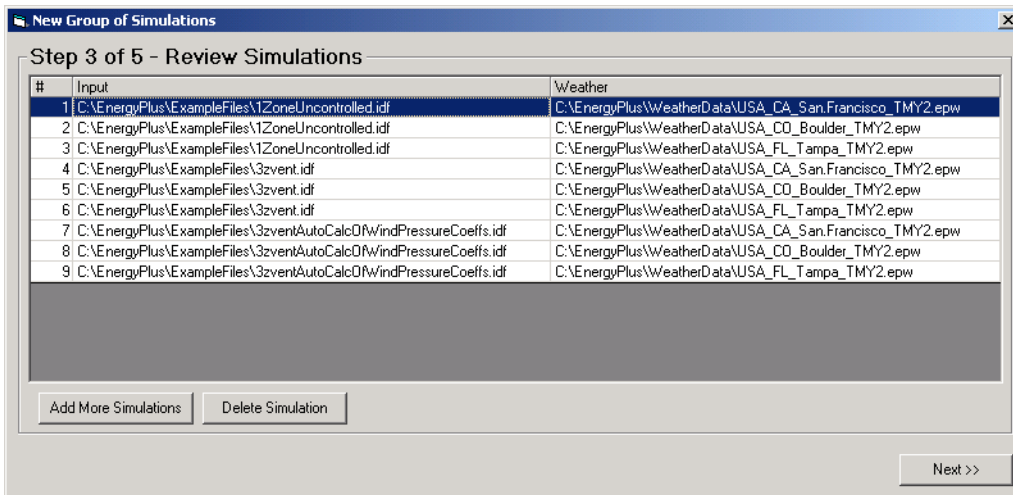 New Group of Simulations
Step 3 of 5 - Review Simulations
# Input Weather
1 C:\EnergyPlus\ExampleFiles\1ZoneUncontrolled.idf C:\EnergyPlus\WeatherData\USA_CA_San.Francisco_TMY2.epw
2 C:\EnergyPlus\ExampleFiles\1ZoneUncontrolled.idf C:\EnergyPlus\WeatherData\USA_CO_Boulder_TMY2.epw
3 C:\EnergyPlus\ExampleFiles\1ZoneUncontrolled.idf C:\EnergyPlus\WeatherData\USA_FL_Tampa_TMY2.epw
4 C:\EnergyPlus\ExampleFiles\3zvent.idf C:\EnergyPlus\WeatherData\USA_CA_San.Francisco_TMY2.epw
5 C:\EnergyPlus\ExampleFiles\3zvent.idf C:\EnergyPlus\WeatherData\USA_CO_Boulder_TMY2.epw
6 C:\EnergyPlus\ExampleFiles\3zvent.idf C:\EnergyPlus\WeatherData\USA_FL_Tampa_TMY2.epw
7 C:\EnergyPlus\ExampleFiles\3zventAutoCalcOfWindPressureCoeffs.idf C:\EnergyPlus\WeatherData\USA_CA_San.Francisco_TMY2.epw
8 C:\EnergyPlus\ExampleFiles\3zventAutoCalcOfWindPressureCoeffs.idf C:\EnergyPlus\WeatherData\USA_CO_Boulder_TMY2.epw
9 C:\EnergyPlus\ExampleFiles\3zventAutoCalcOfWindPressureCoeffs.idf C:\EnergyPlus\WeatherData\USA_FL_Tampa_TMY2.epw
Add More Simulations Delete Simulation
Next >>